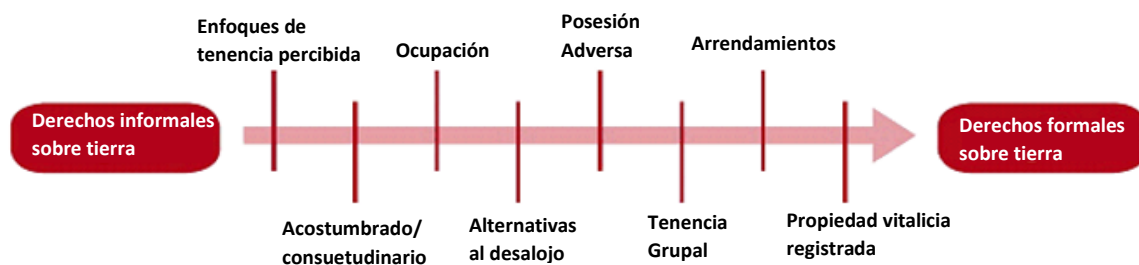 Enfoques de
tenencia percibida
Ocupación
Posesión
Adversa
Arrendamientos
Derechos informales
sobre tierra
Derechos formales
sobre tierra
Acostumbrado/
consuetudinario
Alternativas
al desalojo
Tenencia
Grupal
Propiedad vitalicia
registrada